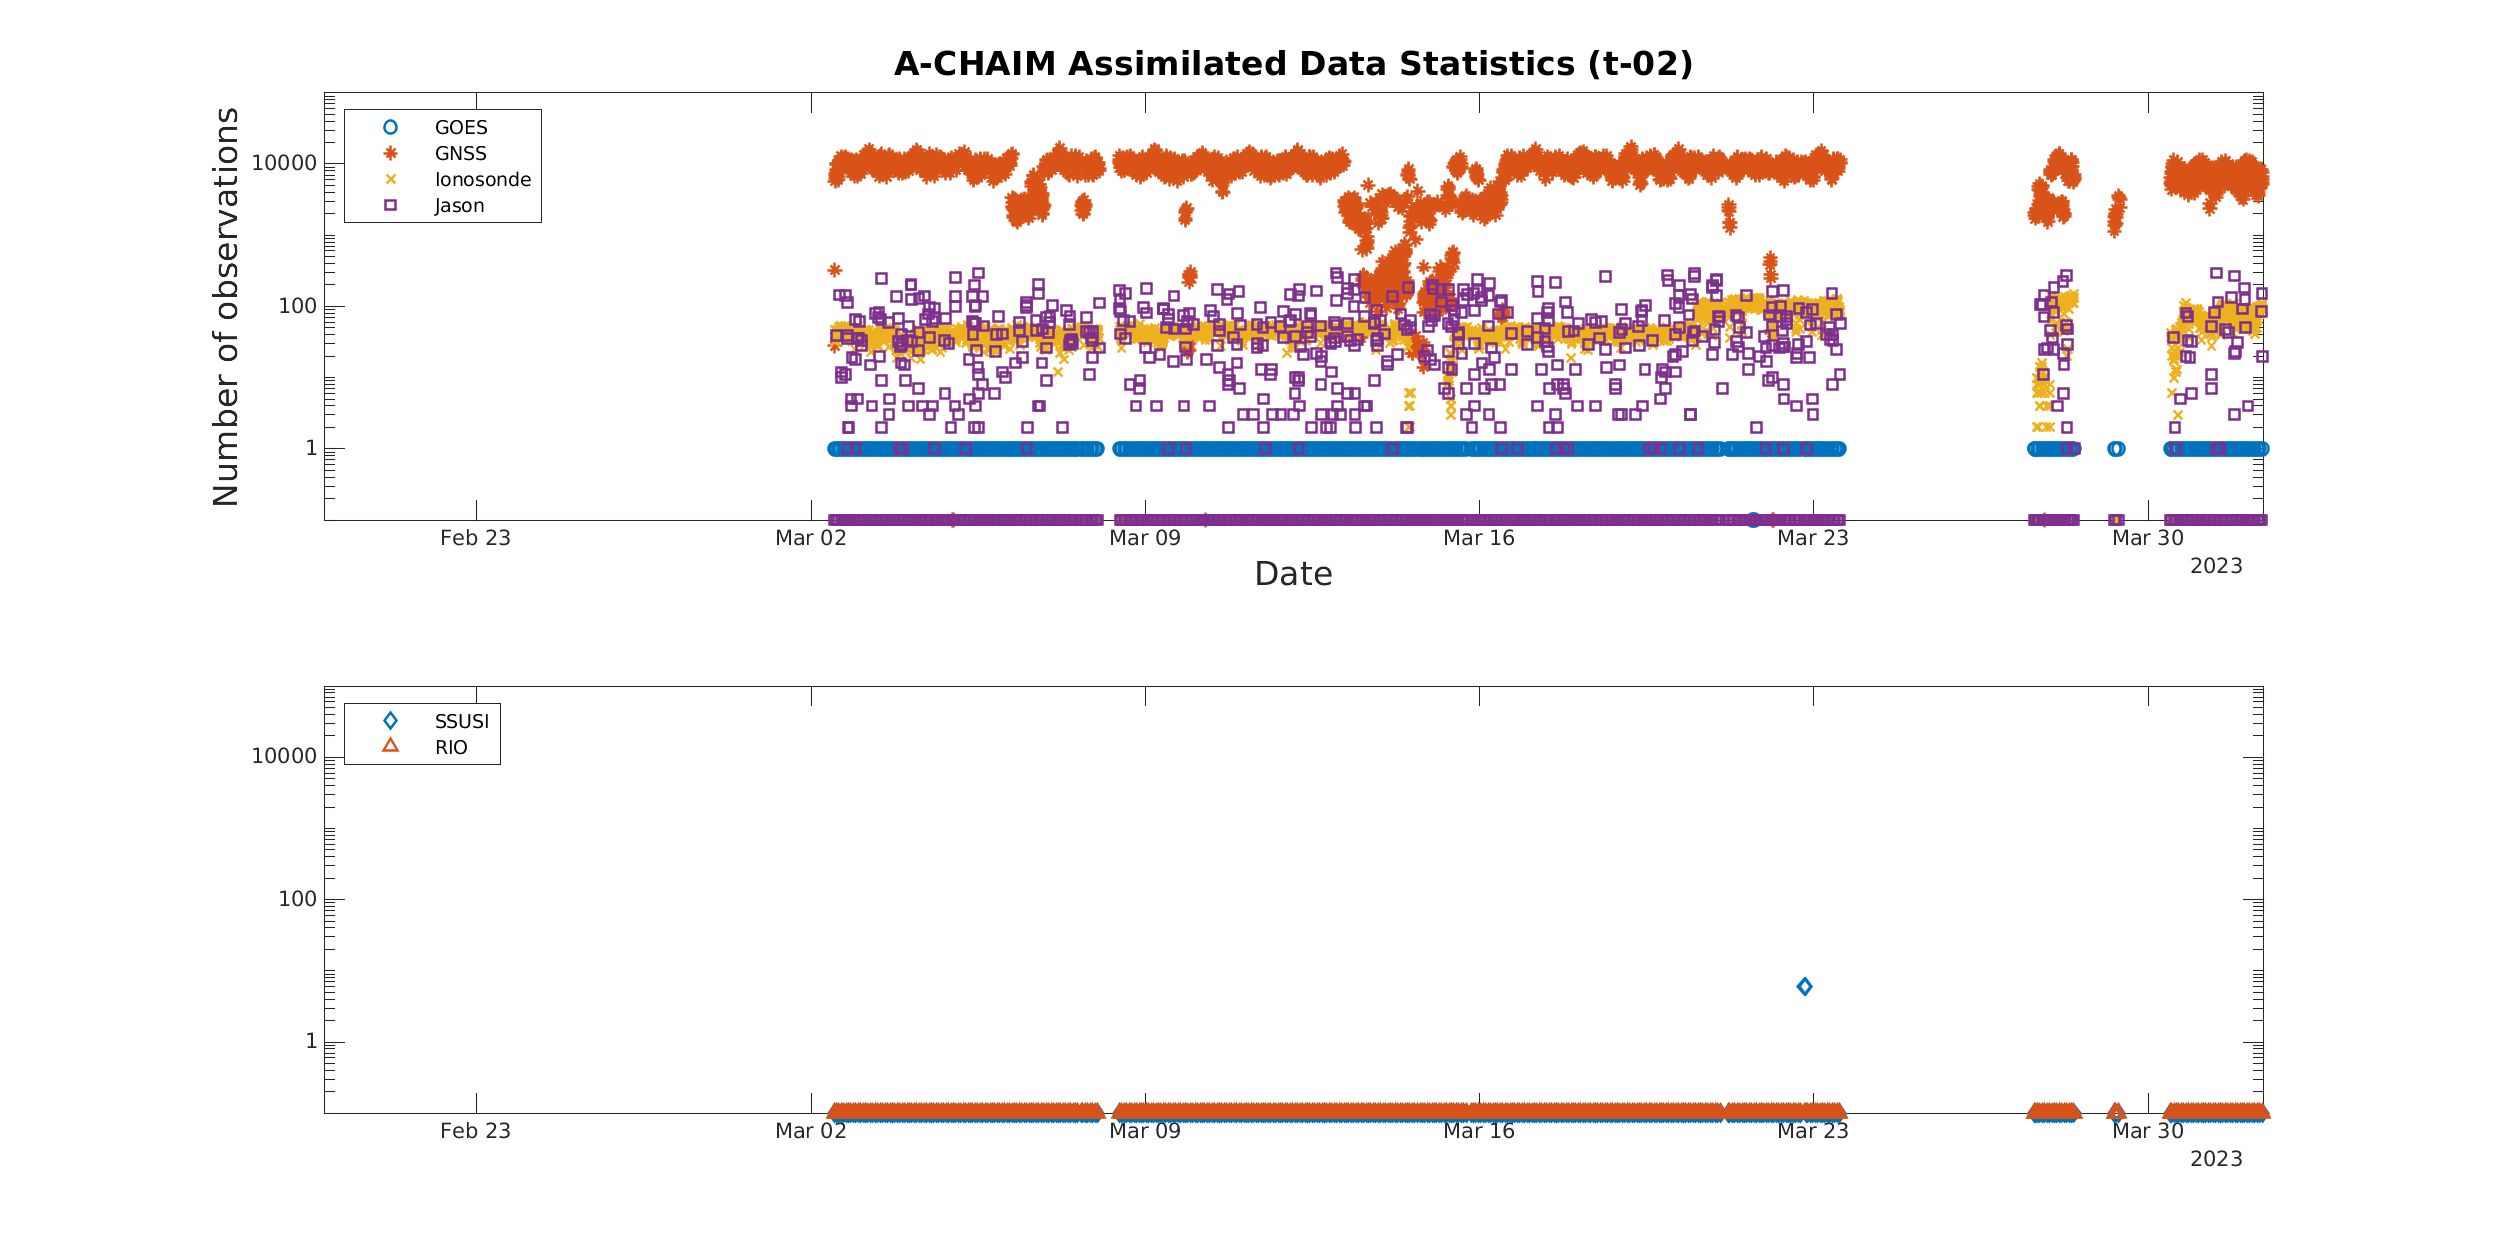 A-CHAIM Assimilated Data Statistics (t-02)
Number of observations
10000
100
1
GOES
GNSS
Ionosonde
Jason
Feb 23
Mar 02
Mar 09
Mar 16
Mar 23
Mar 30
2023
Date
10000
100
1
SSUSI
RIO
Feb 23
Mar 02
Mar 09
Mar 16
Mar 23
Mar 30
2023